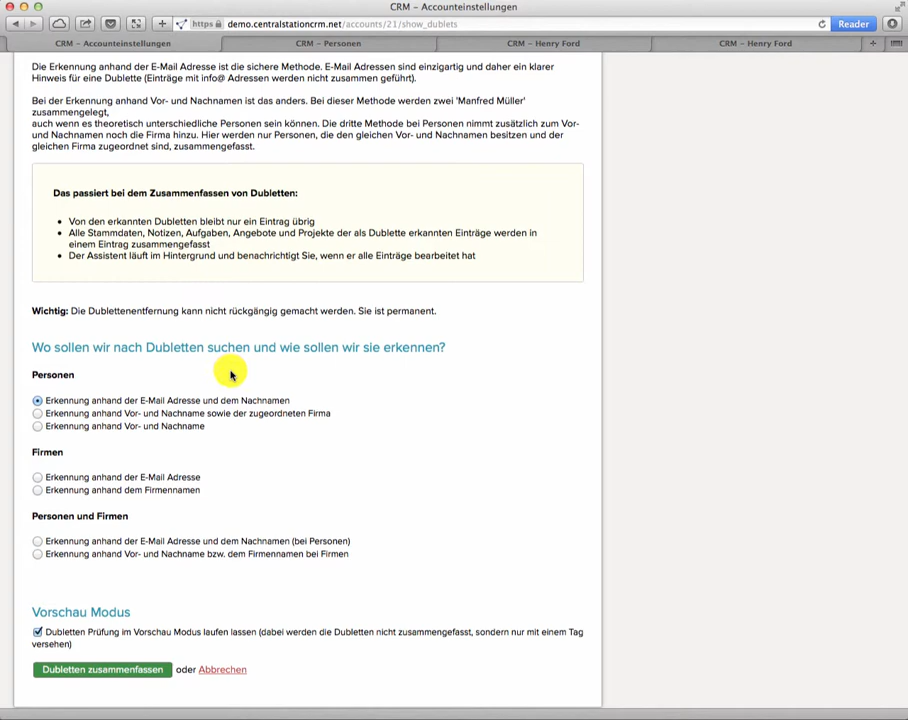 CRM – Accounteinstellungen
https demo.centralstationcrm.net/accounts/21/show_dublets Reader
CRM – Accounteinstellungen CRM – Personen CRM – Henry Ford CRM – Henry Ford
Die Erkennung anhand der E-Mail Adresse ist die sichere Methode. E-Mail Adressen sind einzigartig und daher ein klarer
Hinweis für eine Dublette (Einträge mit info@ Adressen werden nicht zusammen geführt).
Bei der Erkennung anhand Vor- und Nachnamen ist das anders. Bei dieser Methode werden zwei 'Manfred Müller'
zusammengelegt,
auch wenn es theoretisch unterschiedliche Personen sein können. Die dritte Methode bei Personen nimmt zusätzlich zum Vor-
und Nachnamen noch die Firma hinzu. Hier werden nur Personen, die den gleichen Vor- und Nachnamen besitzen und der
gleichen Firma zugeordnet sind, zusammengefasst.
Das passiert bei dem Zusammenfassen von Dubletten:
• Von den erkannten Dubletten bleibt nur ein Eintrag übrig
• Alle Stammdaten, Notizen, Aufgaben, Angebote und Projekte der als Dublette erkannten Einträge werden in
einem Eintrag zusammengefasst
• Der Assistent läuft im Hintergrund und benachrichtigt Sie, wenn er alle Einträge bearbeitet hat
Wichtig: Die Dublettenentfernung kann nicht rückgängig gemacht werden. Sie ist permanent.
Wo sollen wir nach Dubletten suchen und wie sollen wir sie erkennen?
Personen
Erkennung anhand der E-Mail Adresse und dem Nachnamen
Erkennung anhand Vor- und Nachname sowie der zugeordneten Firma
Erkennung anhand Vor- und Nachname
Firmen
Erkennung anhand der E-Mail Adresse
Erkennung anhand dem Firmennamen
Personen und Firmen
Erkennung anhand der E-Mail Adresse und dem Nachnamen (bei Personen)
Erkennung anhand Vor- und Nachname bzw. dem Firmennamen bei Firmen
Vorschau Modus
Dubletten Prüfung im Vorschau Modus laufen lassen (dabei werden die Dubletten nicht zusammengefasst, sondern nur mit einem Tag
versehen)
Dubletten zusammenfassen oder Abbrechen